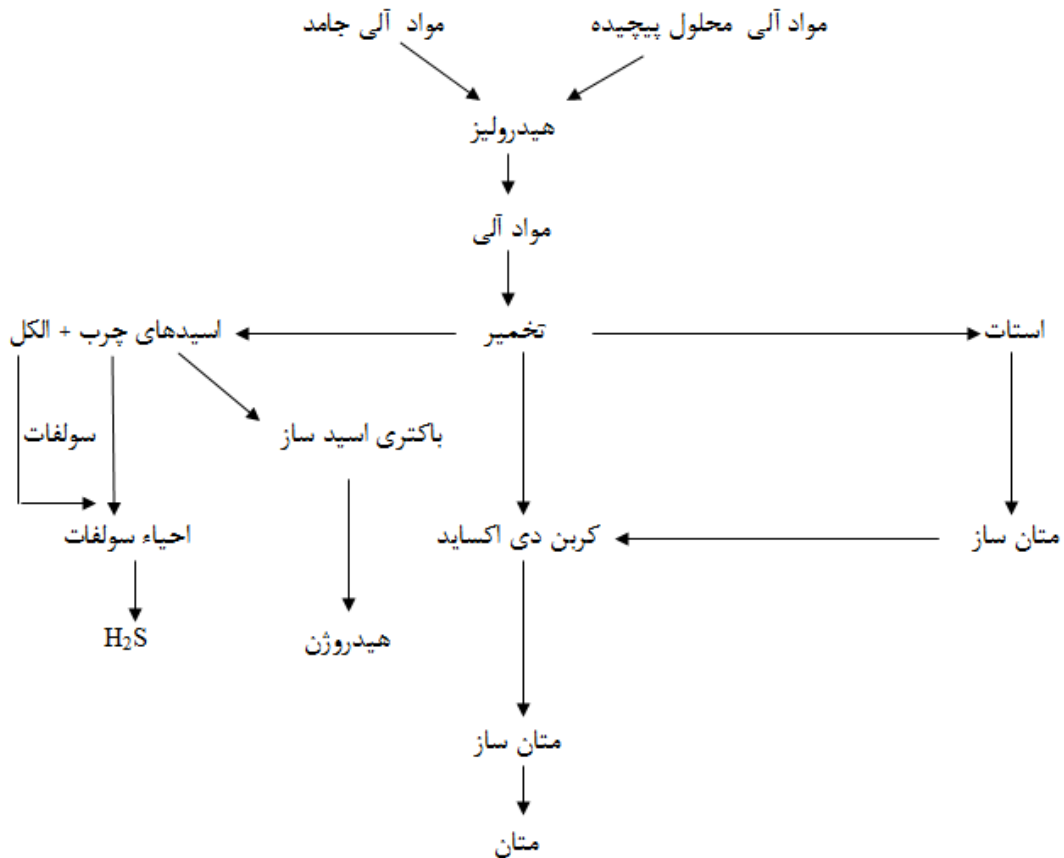 مواد آلی محلول پیچیده
مواد آلی جامد
هیدرولیز
مواد آلی
استات
تخمیر
اسیدهای چرب + الکل
باکتری اسید ساز
سولفات
متان ساز
کربن دی اکساید
احیاء سولفات
هیدروژن
H₂S
متان ساز
متان